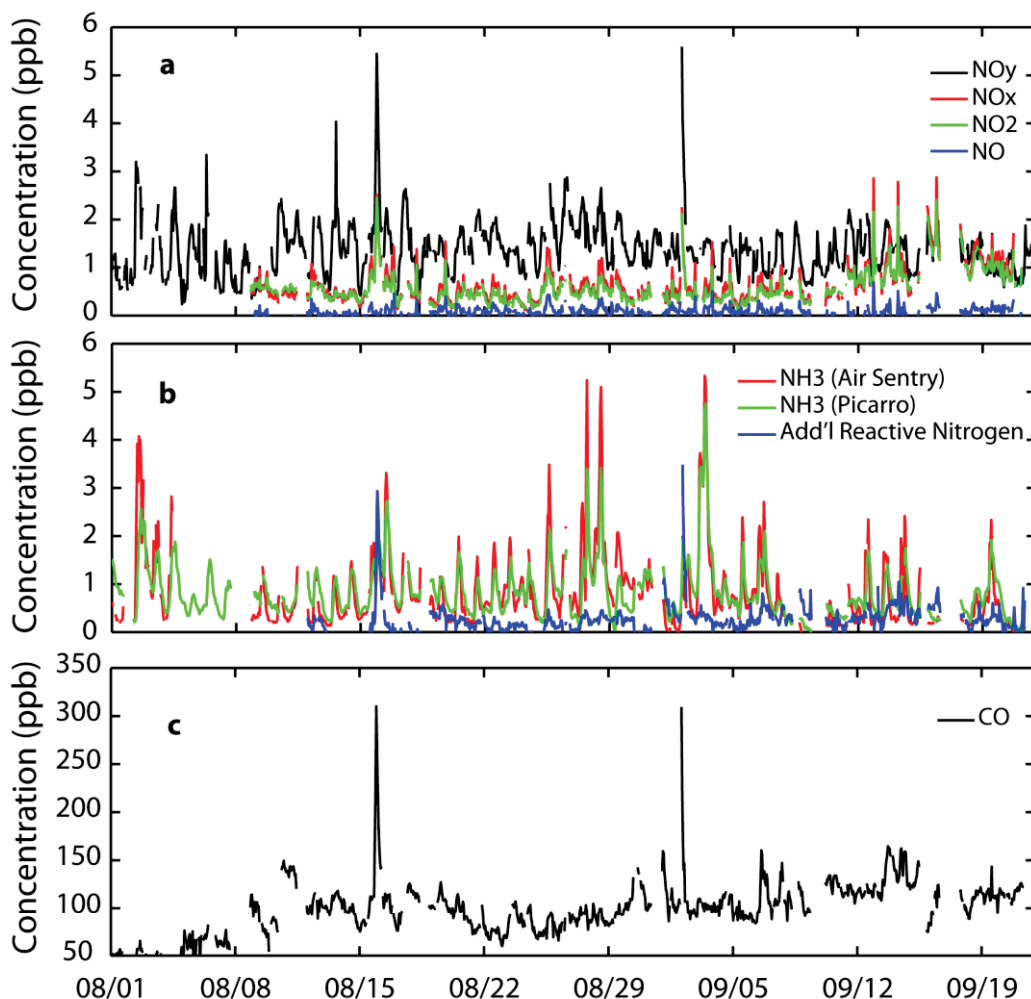 a
Concentration (ppb)
6
5
4
3
2
1
0
NOy
NOx
NO2
NO
b
Concentration (ppb)
6
5
4
3
2
1
0
NH3 (Air Sentry)
NH3 (Picarro)
Add'l Reactive Nitrogen
c
Concentration (ppb)
350
300
250
200
150
100
50
CO
08/01 08/08 08/15 08/22 08/29 09/05 09/12 09/19